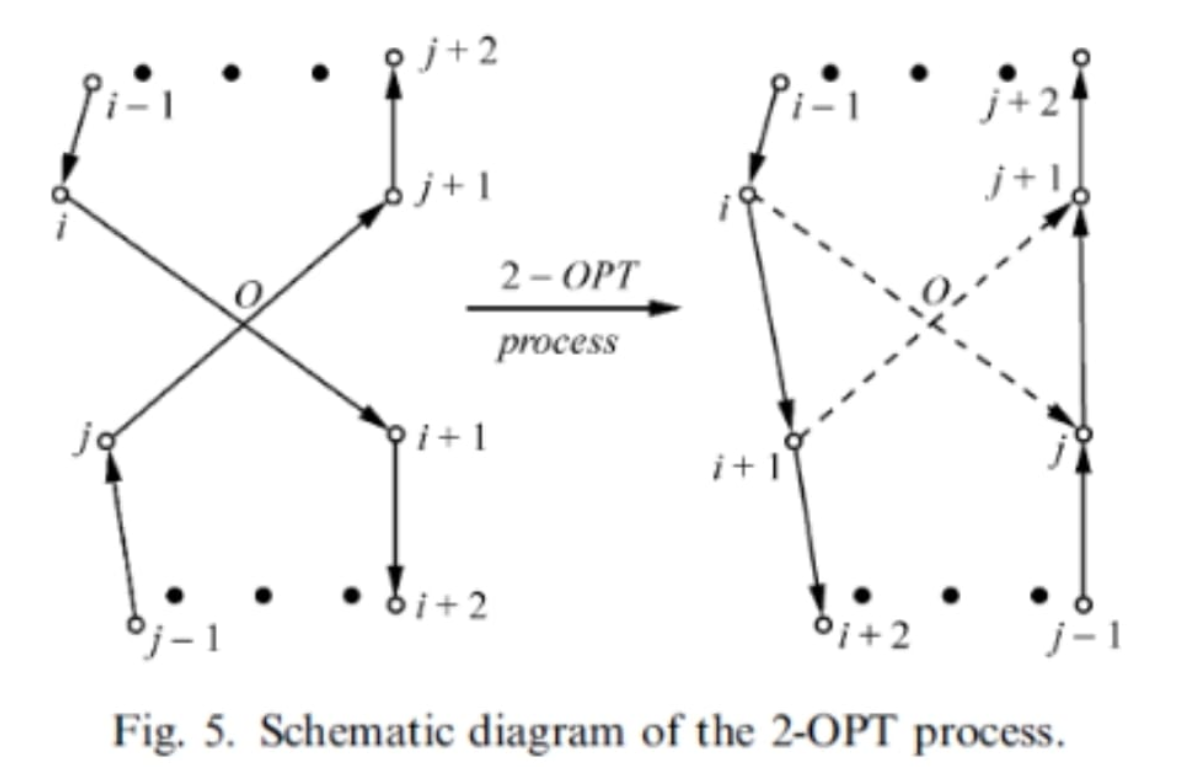 j + 2
i − 1
j + 1
i
O
j
i + 1
i + 2
j − 1
2 − OPT
process
i − 1
j + 2
j + 1
i
O
i + 1
j
i + 2
j − 1
Fig. 5. Schematic diagram of the 2-OPT process.